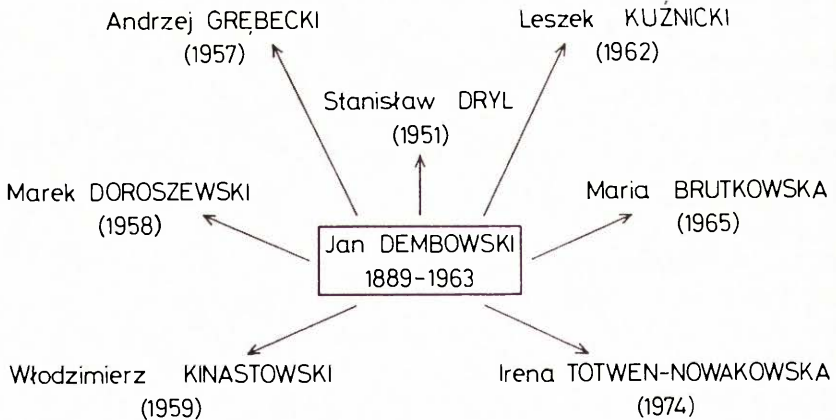 Andrzej GRĘBECKI
(1957)
Leszek KUŹNICKI
(1962)
Stanisław DRYL
(1951)
Marek DOROSZEWSKI
(1958)
Maria BRUTKOWSKA
(1965)
Jan DEMBOWSKI
1889-1963
Włodzimierz KINASTOWSKI
(1959)
Irena TOTWEN-NOWAKOWSKA
(1974)